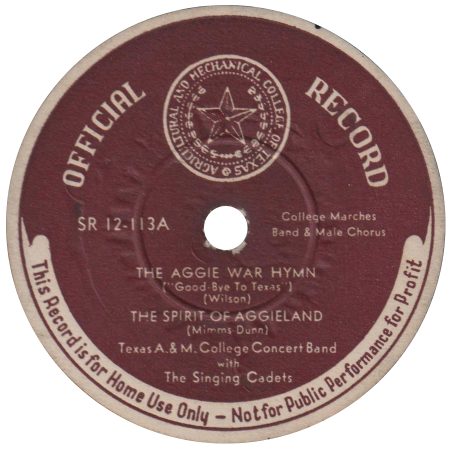 OFFICIAL RECORD
AGRICULTURAL AND MECHANICAL COLLEGE OF TEXAS
SR 12-113A
College Marches
Band & Male Chorus
THE AGGIE WAR HYMN
("Good-Bye To Texas")
(Wilson)
THE SPIRIT OF AGGIELAND
(Mimms-Dunn)
Texas A. & M. College Concert Band
with
The Singing Cadets
This Record is for Home Use Only - Not for Public Performance for Profit